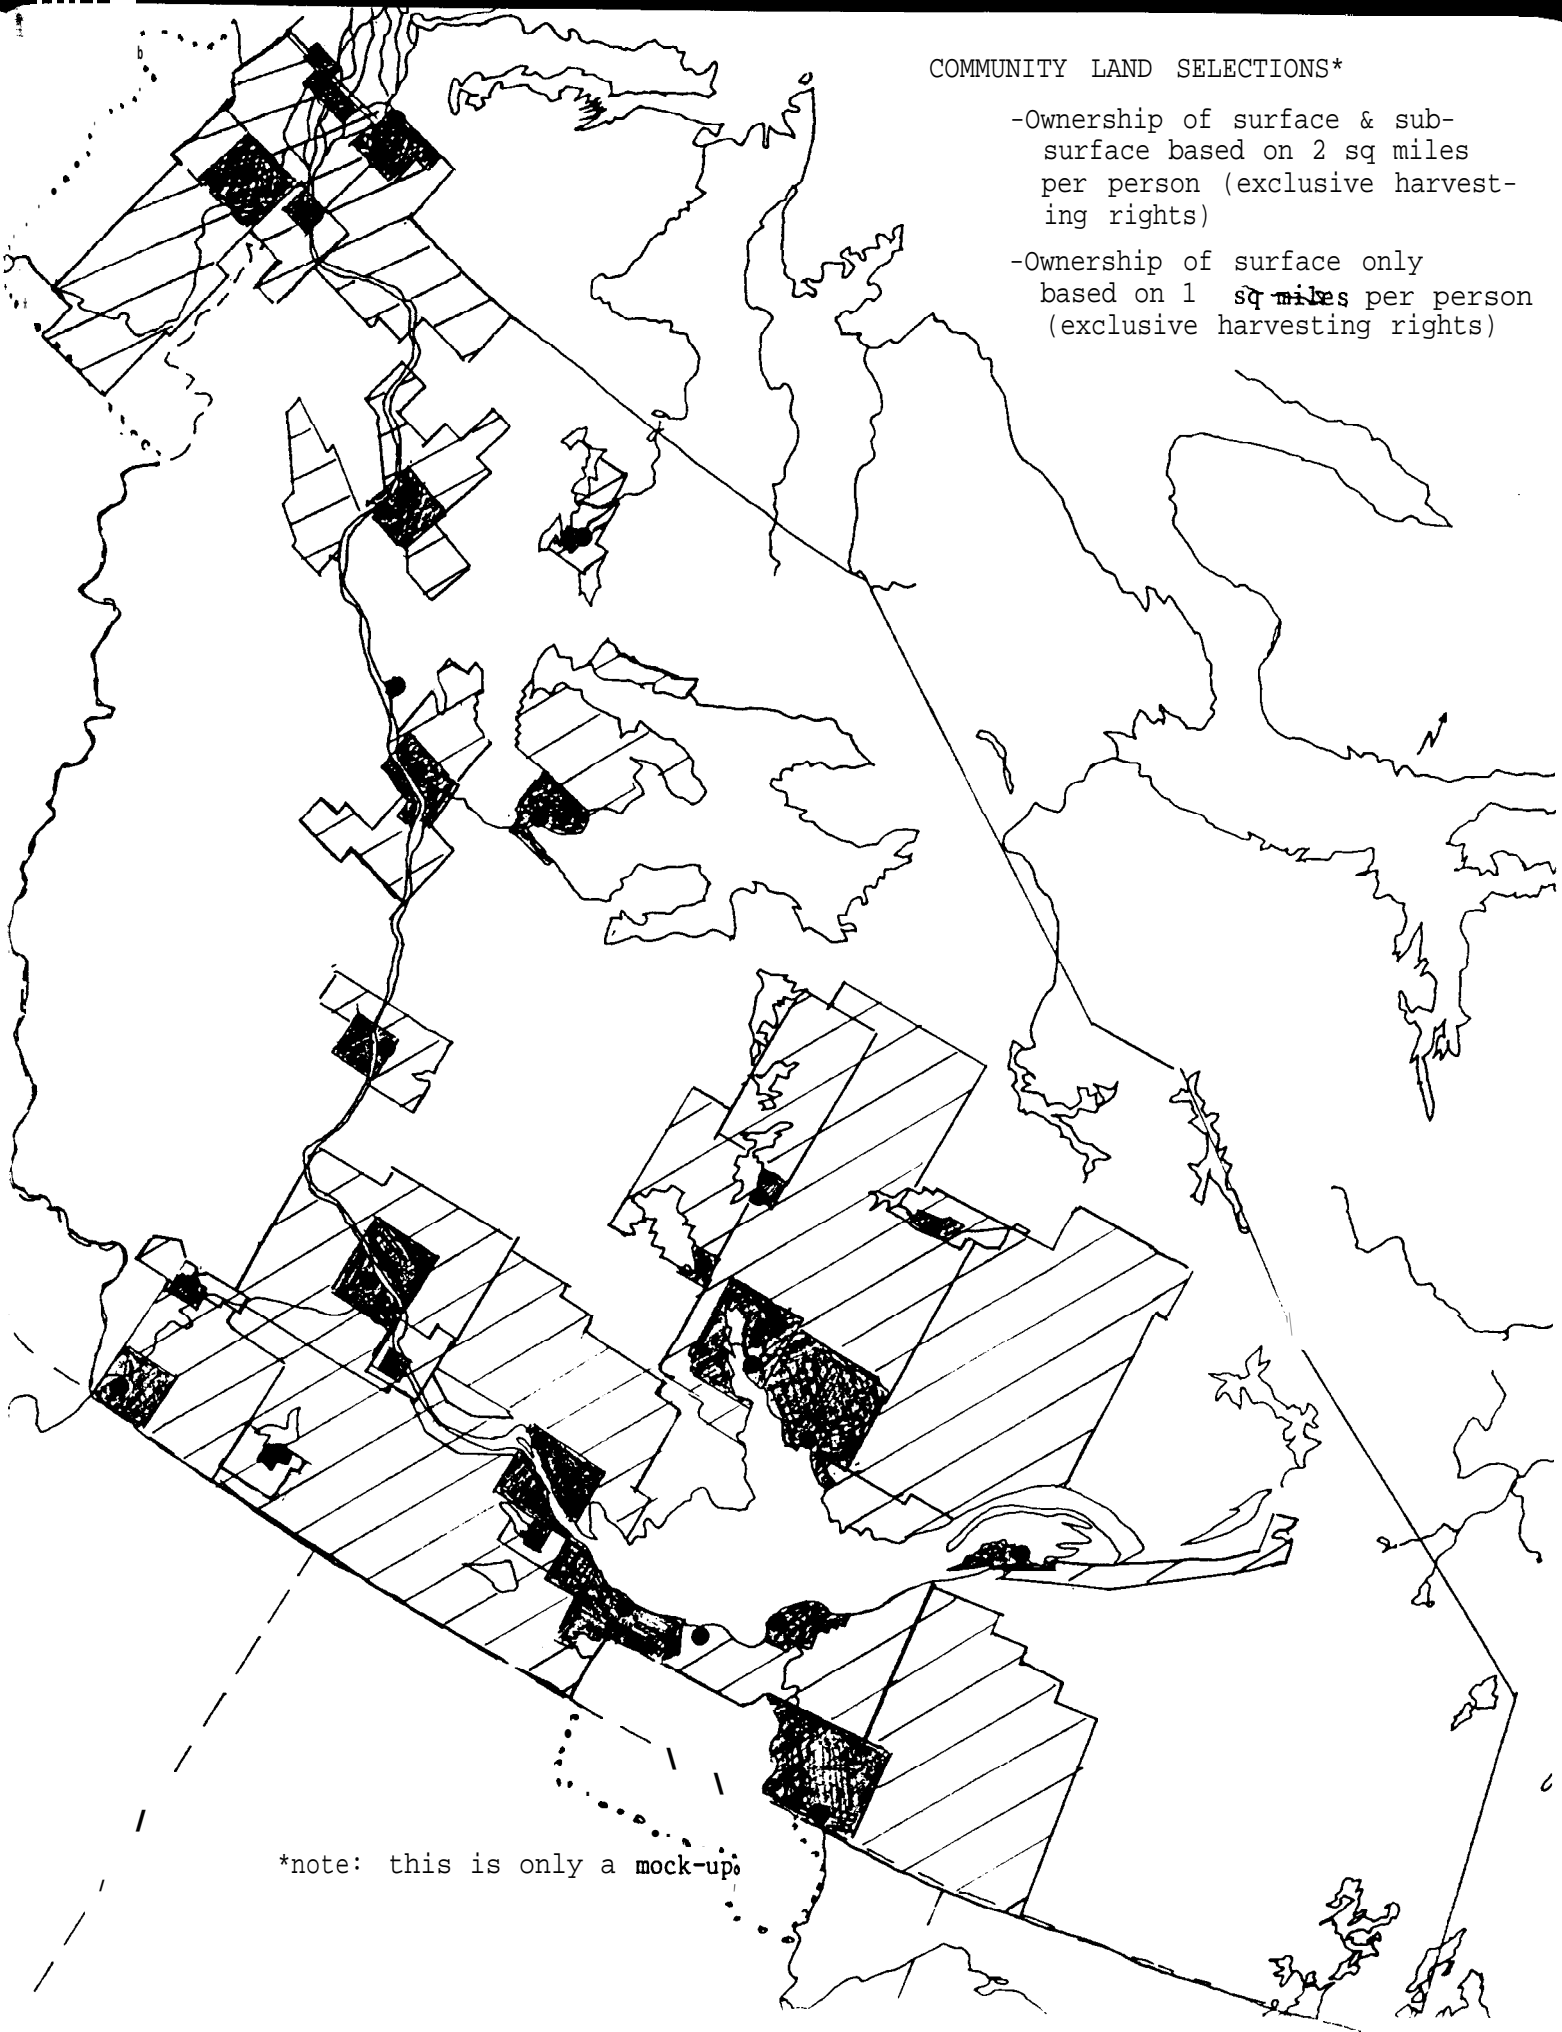 COMMUNITY LAND SELECTIONS*
-Ownership of surface & sub-
surface based on 2 sq miles
per person (exclusive harvest-
ing rights)
-Ownership of surface only
based on 1 sq miles per person
(exclusive harvesting rights)
*note: this is only a mock-up.